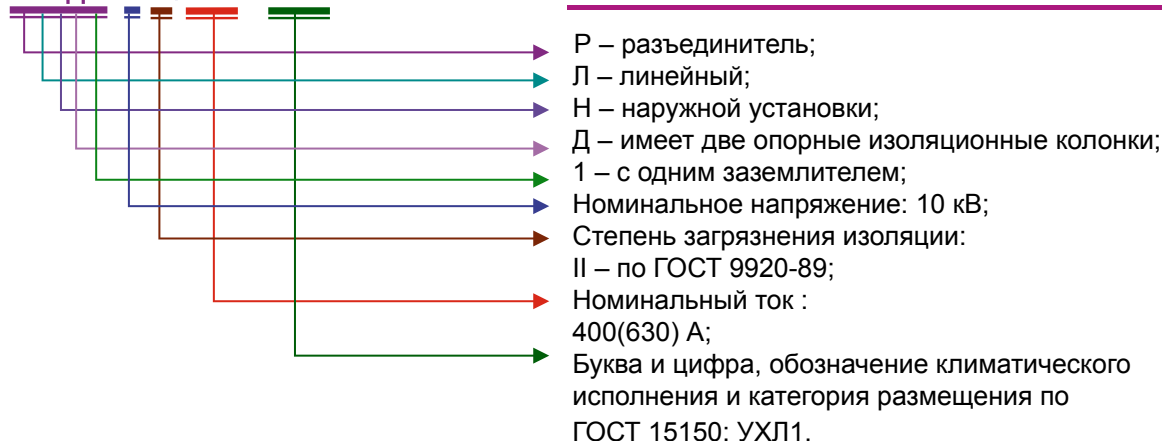 Р – разъединитель;
Л – линейный;
Н – наружной установки;
Д – имеет две опорные изоляционные колонки;
1 – с одним заземлителем;
Номинальное напряжение: 10 кВ;
Степень загрязнения изоляции:
II – по ГОСТ 9920-89;
Номинальный ток :
400(630) А;
Буква и цифра, обозначение климатического
исполнения и категория размещения по
ГОСТ 15150: УХЛ1.